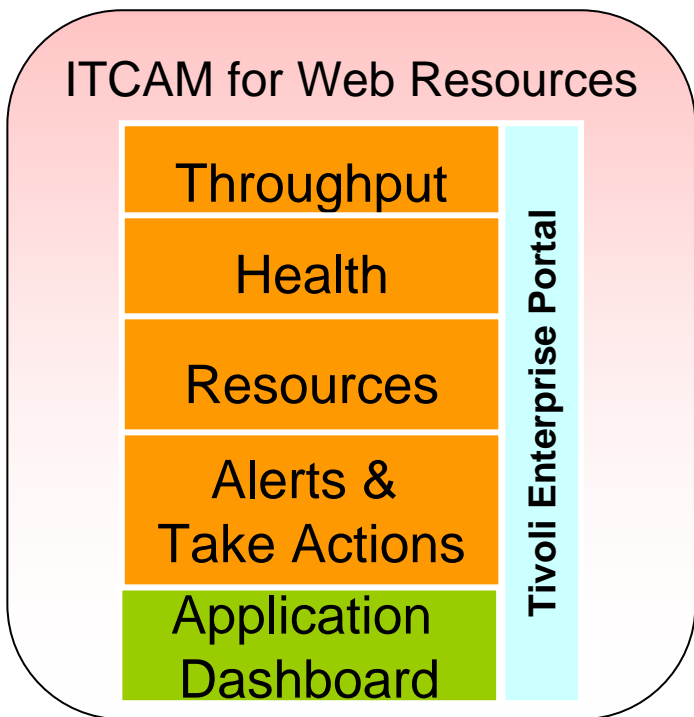 ITCAM for Web Resources
Throughput
Health
Resources
Alerts &
Take Actions
Application
Dashboard
Tivoli Enterprise Portal